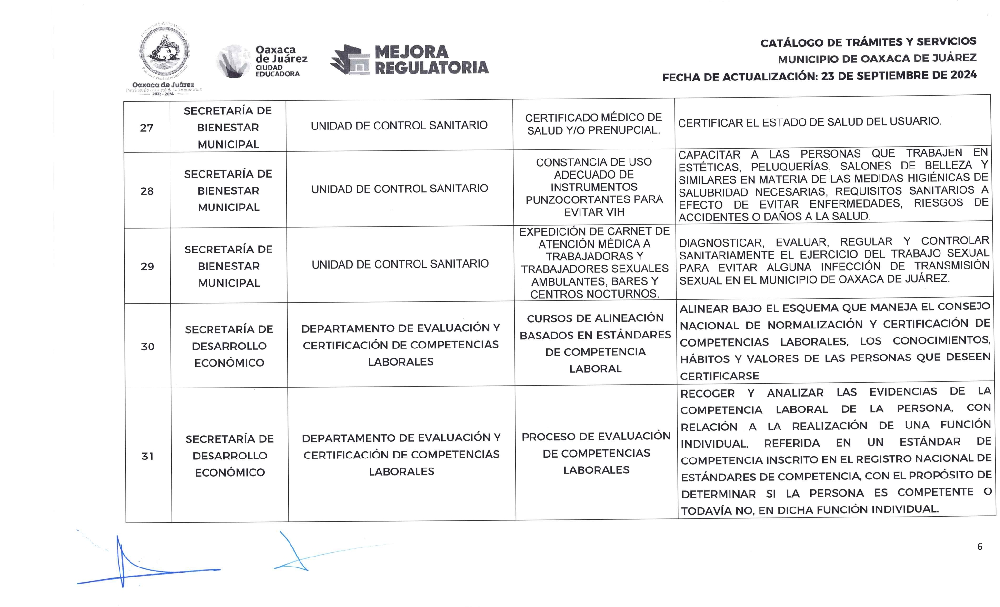 Oaxaca de Juárez
Patrimonio cultural de la humanidad
2022 - 2024
Oaxaca
de Juárez
CIUDAD
EDUCADORA
MEJORA
REGULATORIA
CATÁLOGO DE TRÁMITES Y SERVICIOS
MUNICIPIO DE OAXACA DE JUÁREZ
FECHA DE ACTUALIZACIÓN: 23 DE SEPTIEMBRE DE 2024
27
SECRETARÍA DE
BIENESTAR
MUNICIPAL
UNIDAD DE CONTROL SANITARIO
CERTIFICADO MÉDICO DE
SALUD Y/O PRENUPCIAL.
CERTIFICAR EL ESTADO DE SALUD DEL USUARIO.
28
SECRETARÍA DE
BIENESTAR
MUNICIPAL
UNIDAD DE CONTROL SANITARIO
CONSTANCIA DE USO
ADECUADO DE
INSTRUMENTOS
PUNZOCORTANTES PARA
EVITAR VIH
CAPACITAR A LAS PERSONAS QUE TRABAJEN EN
ESTÉTICAS, PELUQUERÍAS, SALONES DE BELLEZA Y
SIMILARES EN MATERIA DE LAS MEDIDAS HIGIÉNICAS DE
SALUBRIDAD NECESARIAS, REQUISITOS SANITARIOS A
EFECTO DE EVITAR ENFERMEDADES, RIESGOS DE
ACCIDENTES O DAÑOS A LA SALUD.
29
SECRETARÍA DE
BIENESTAR
MUNICIPAL
UNIDAD DE CONTROL SANITARIO
EXPEDICIÓN DE CARNET DE
ATENCIÓN MÉDICA A
TRABAJADORAS Y
TRABAJADORES SEXUALES
AMBULANTES, BARES Y
CENTROS NOCTURNOS.
DIAGNOSTICAR, EVALUAR, REGULAR Y CONTROLAR
SANITARIAMENTE EL EJERCICIO DEL TRABAJO SEXUAL
PARA EVITAR ALGUNA INFECCIÓN DE TRANSMISIÓN
SEXUAL EN EL MUNICIPIO DE OAXACA DE JUÁREZ.
30
SECRETARÍA DE
DESARROLLO
ECONÓMICO
DEPARTAMENTO DE EVALUACIÓN Y
CERTIFICACIÓN DE COMPETENCIAS
LABORALES
CURSOS DE ALINEACIÓN
BASADOS EN ESTÁNDARES
DE COMPETENCIA
LABORAL
ALINEAR BAJO EL ESQUEMA QUE MANEJA EL CONSEJO
NACIONAL DE NORMALIZACIÓN Y CERTIFICACIÓN DE
COMPETENCIAS LABORALES, LOS CONOCIMIENTOS,
HÁBITOS Y VALORES DE LAS PERSONAS QUE DESEEN
CERTIFICARSE
31
SECRETARÍA DE
DESARROLLO
ECONÓMICO
DEPARTAMENTO DE EVALUACIÓN Y
CERTIFICACIÓN DE COMPETENCIAS
LABORALES
PROCESO DE EVALUACIÓN
DE COMPETENCIAS
LABORALES
RECOGER Y ANALIZAR LAS EVIDENCIAS DE LA
COMPETENCIA LABORAL DE LA PERSONA, CON
RELACIÓN A LA REALIZACIÓN DE UNA FUNCIÓN
INDIVIDUAL, REFERIDA EN UN ESTÁNDAR DE
COMPETENCIA INSCRITO EN EL REGISTRO NACIONAL DE
ESTÁNDARES DE COMPETENCIA, CON EL PROPÓSITO DE
DETERMINAR SI LA PERSONA ES COMPETENTE O
TODAVÍA NO, EN DICHA FUNCIÓN INDIVIDUAL.
6